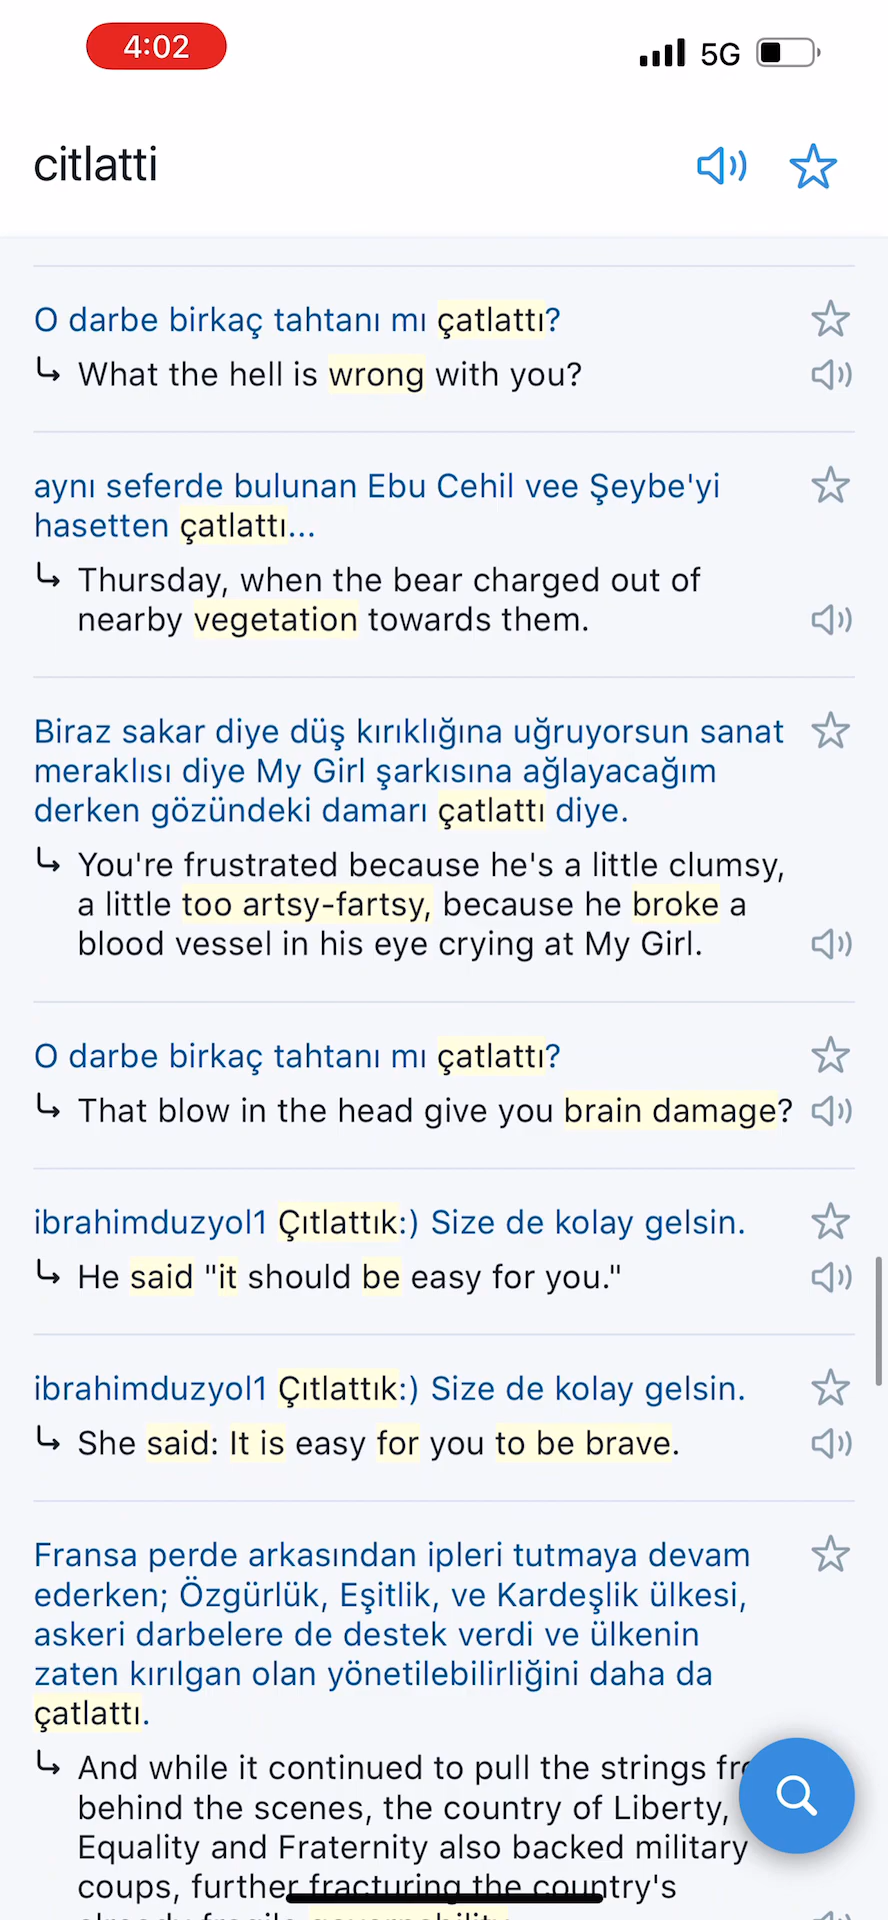 4:02
5G
citlatti
O darbe birkaç tahtanı mı çatlattı?
What the hell is wrong with you?
aynı seferde bulunan Ebu Cehil vee Şeybe'yi
hasetten çatlattı...
Thursday, when the bear charged out of
nearby vegetation towards them.
Biraz sakar diye düş kırıklığına uğruyorsun sanat
meraklısı diye My Girl şarkısına ağlayacağım
derken gözündeki damarı çatlattı diye.
You're frustrated because he's a little clumsy,
a little too artsy-fartsy, because he broke a
blood vessel in his eye crying at My Girl.
O darbe birkaç tahtanı mı çatlattı?
That blow in the head give you brain damage?
ibrahimduzyol1 Çıtlattık:) Size de kolay gelsin.
He said "it should be easy for you."
ibrahimduzyol1 Çıtlattık:) Size de kolay gelsin.
She said: It is easy for you to be brave.
Fransa perde arkasından ipleri tutmaya devam
ederken; Özgürlük, Eşitlik, ve Kardeşlik ülkesi,
askeri darbelere de destek verdi ve ülkenin
zaten kırılgan olan yönetilebilirliğini daha da
çatlattı.
And while it continued to pull the strings
behind the scenes, the country of Liberty,
Equality and Fraternity also backed military
coups, further fracturing the country's